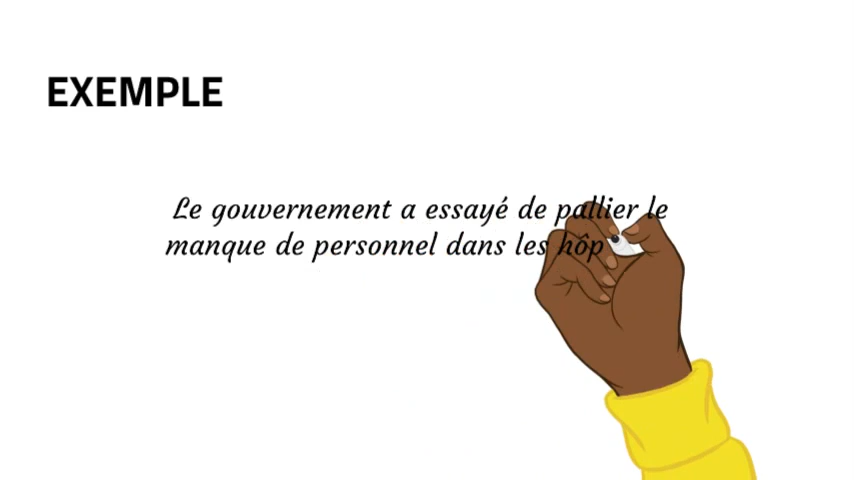 EXEMPLE
Le gouvernement a essayé de pallier le
manque de personnel dans les hôp